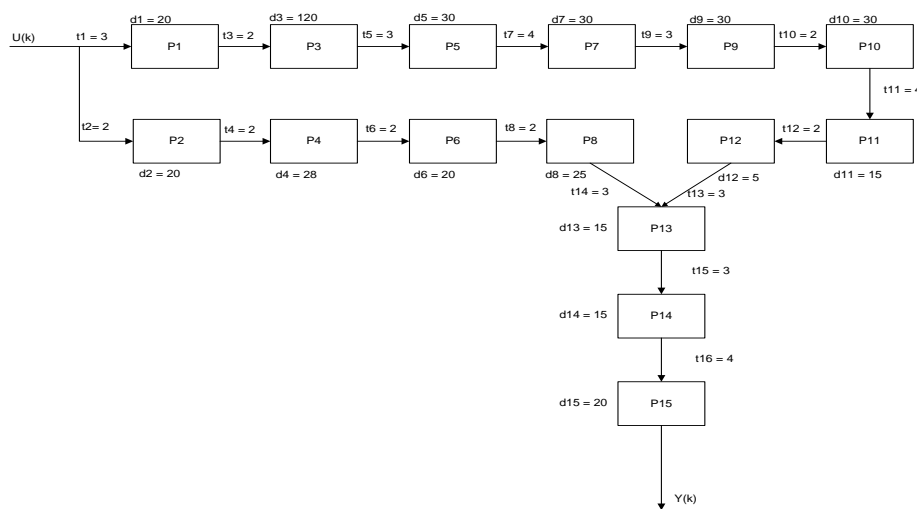 d1 = 20
d3 = 120
d5 = 30
d7 = 30
d9 = 30
d10 = 30
U(k)
t1 = 3
P1
t3 = 2
P3
t5 = 3
P5
t7 = 4
P7
t9 = 3
P9
t10 = 2
P10
t11 = 4
t2= 2
P2
t4 = 2
P4
t6 = 2
P6
t8 = 2
P8
P12
t12 = 2
P11
d2 = 20
d4 = 28
d6 = 20
d8 = 25
d12 = 5
d11 = 15
t14 = 3
t13 = 3
d13 = 15
P13
t15 = 3
d14 = 15
P14
t16 = 4
d15 = 20
P15
Y(k)